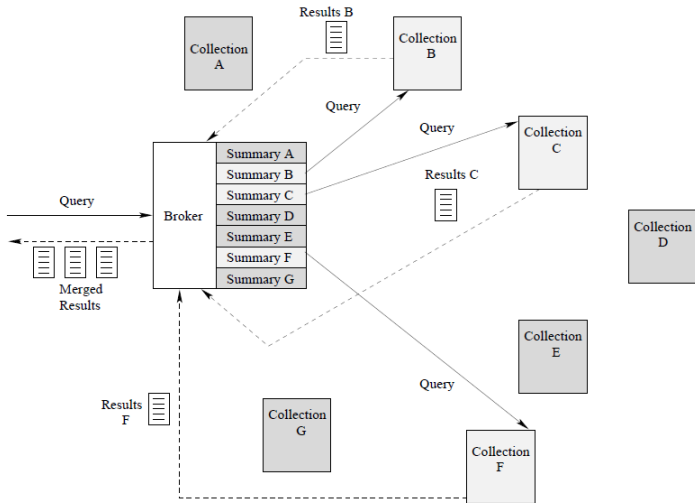 Results B
Collection
A
Collection
B
Query
Query
Collection
C
Summary A
Summary B
Summary C
Summary D
Summary E
Summary F
Summary G
Results C
Query
Broker
Collection
D
Merged
Results
Collection
E
Query
Results
F
Collection
G
Collection
F